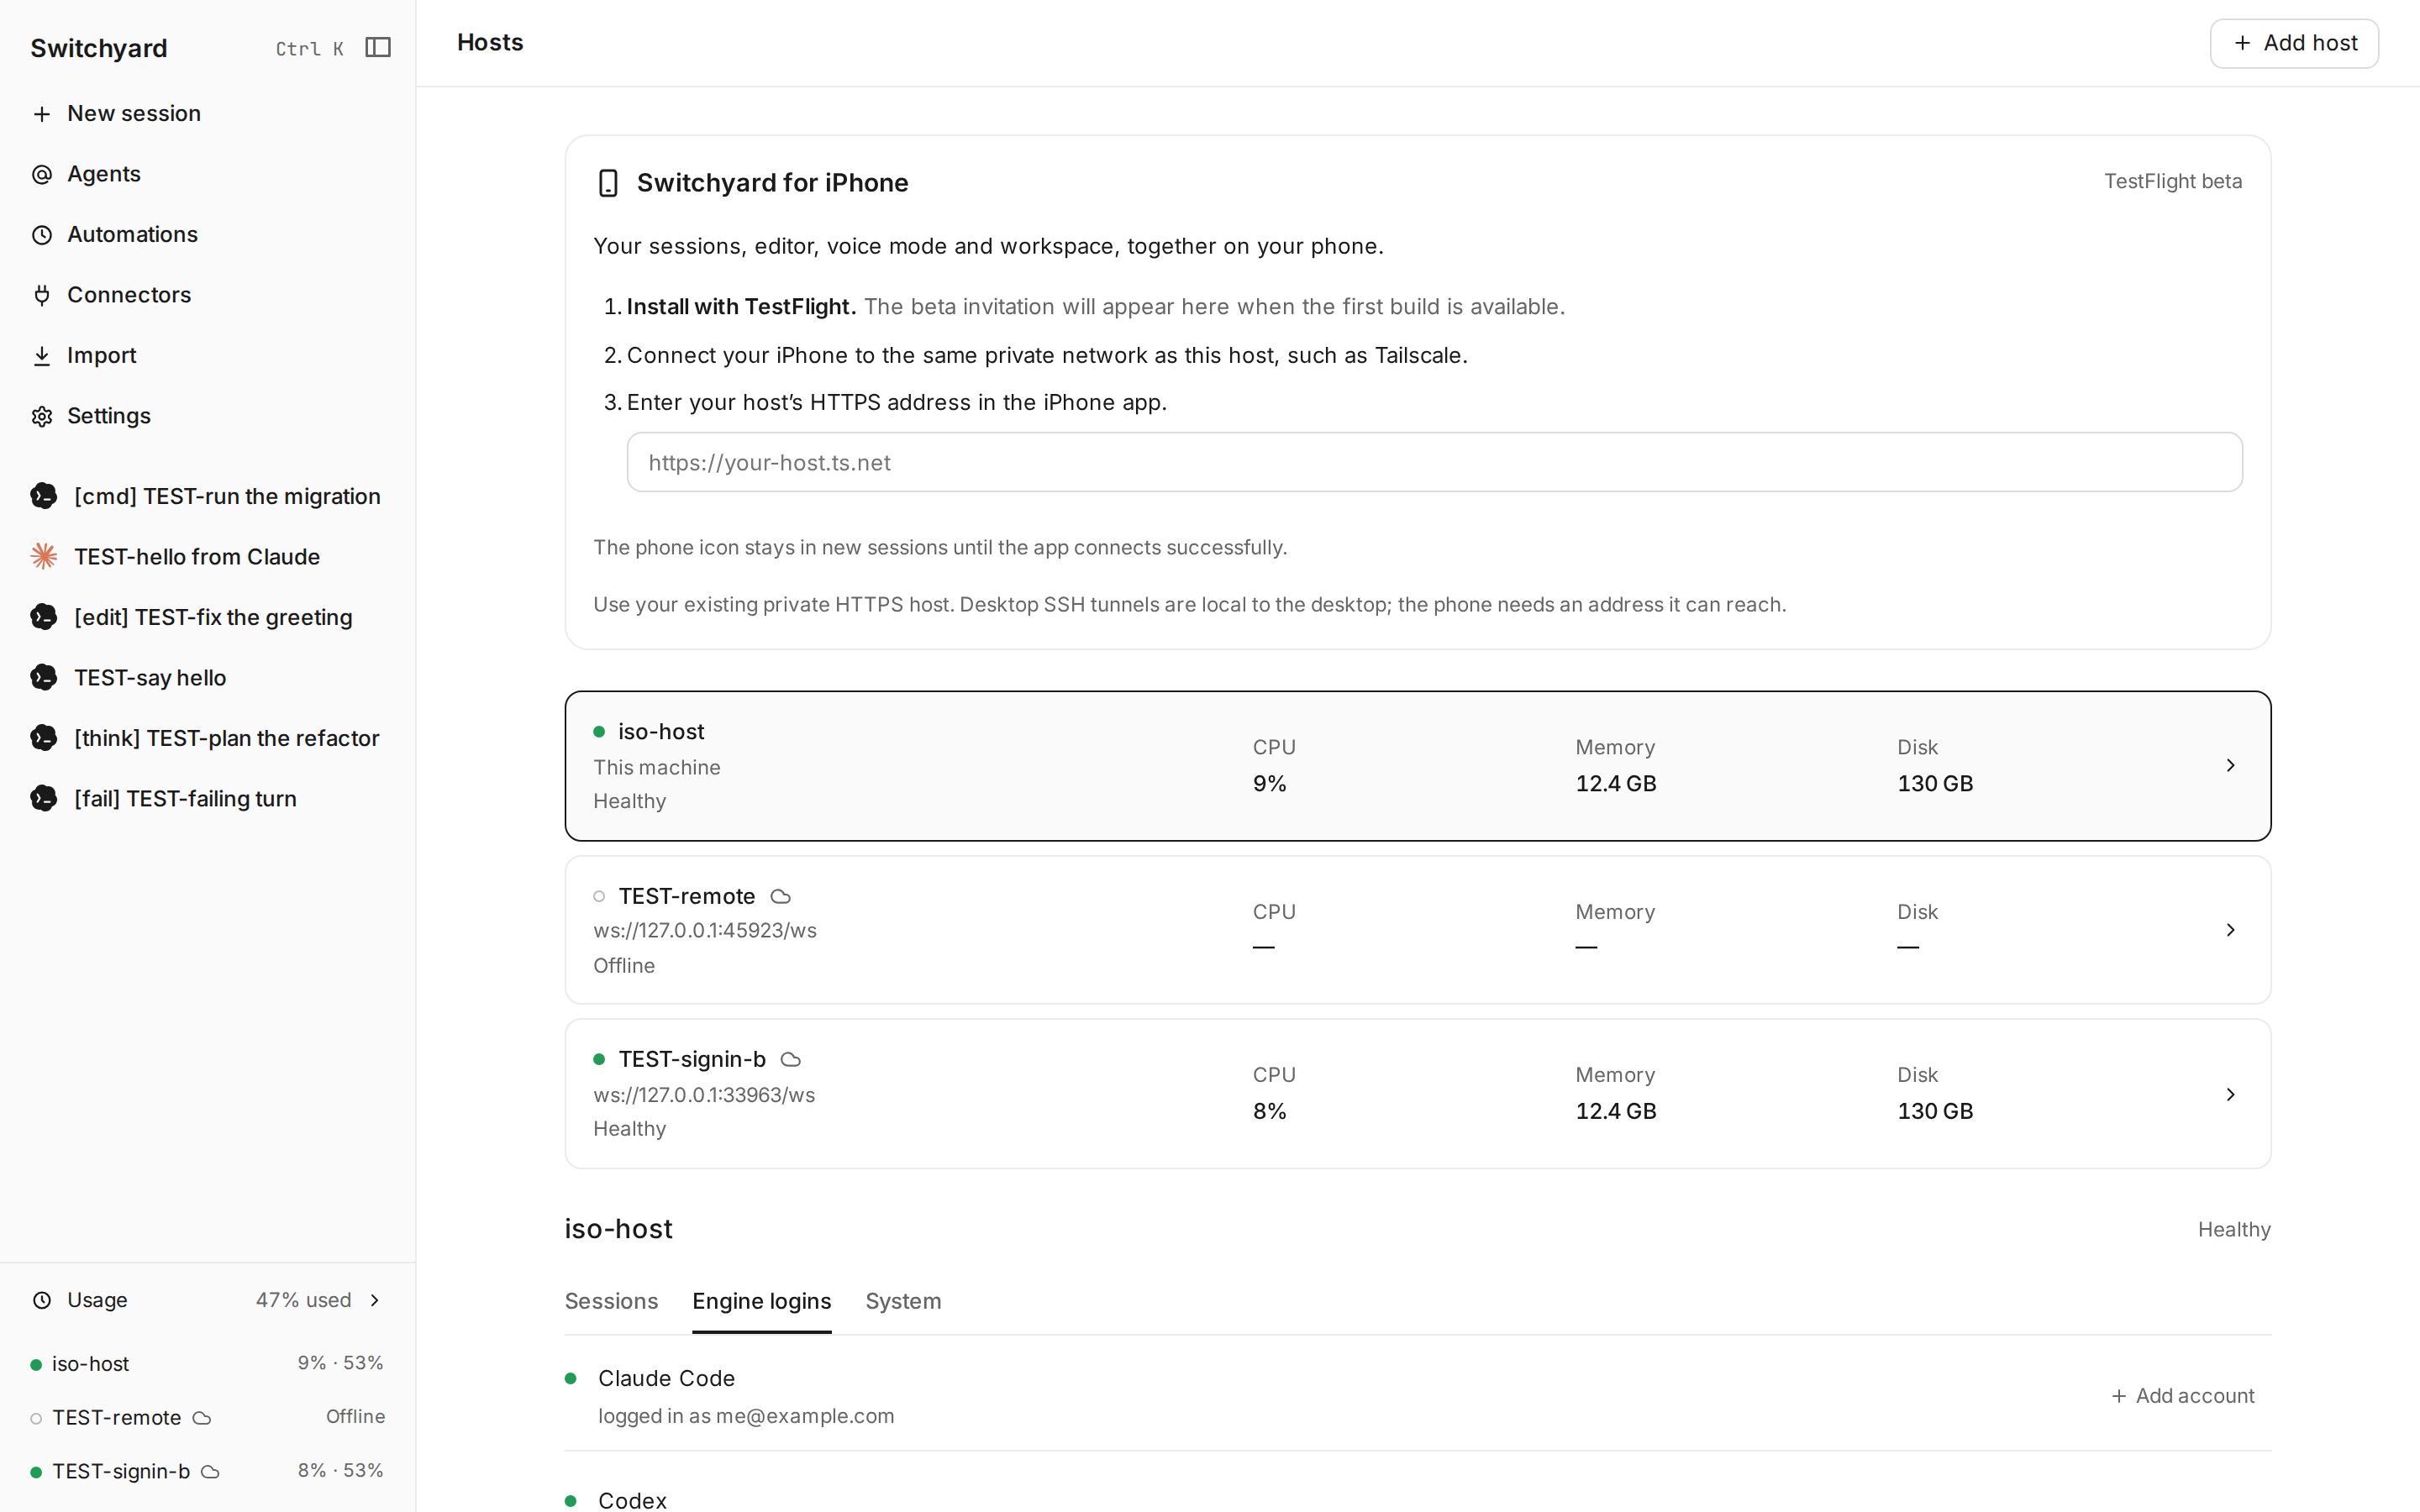 Switchyard
Ctrl K
New session
Agents
Automations
Connectors
Import
Settings
[cmd] TEST-run the migration
TEST-hello from Claude
[edit] TEST-fix the greeting
TEST-say hello
[think] TEST-plan the refactor
[fail] TEST-failing turn
Usage 47% used
iso-host 9% · 53%
TEST-remote Offline
TEST-signin-b 8% · 53%
Hosts
+ Add host
Switchyard for iPhone
TestFlight beta
Your sessions, editor, voice mode and workspace, together on your phone.
1. Install with TestFlight. The beta invitation will appear here when the first build is available.
2. Connect your iPhone to the same private network as this host, such as Tailscale.
3. Enter your host’s HTTPS address in the iPhone app.
https://your-host.ts.net
The phone icon stays in new sessions until the app connects successfully.
Use your existing private HTTPS host. Desktop SSH tunnels are local to the desktop; the phone needs an address it can reach.
iso-host
This machine
Healthy
CPU
9%
Memory
12.4 GB
Disk
130 GB
TEST-remote
ws://127.0.0.1:45923/ws
Offline
CPU
—
Memory
—
Disk
—
TEST-signin-b
ws://127.0.0.1:33963/ws
Healthy
CPU
8%
Memory
12.4 GB
Disk
130 GB
iso-host
Healthy
Sessions Engine logins System
Claude Code
logged in as me@example.com
+ Add account
Codex